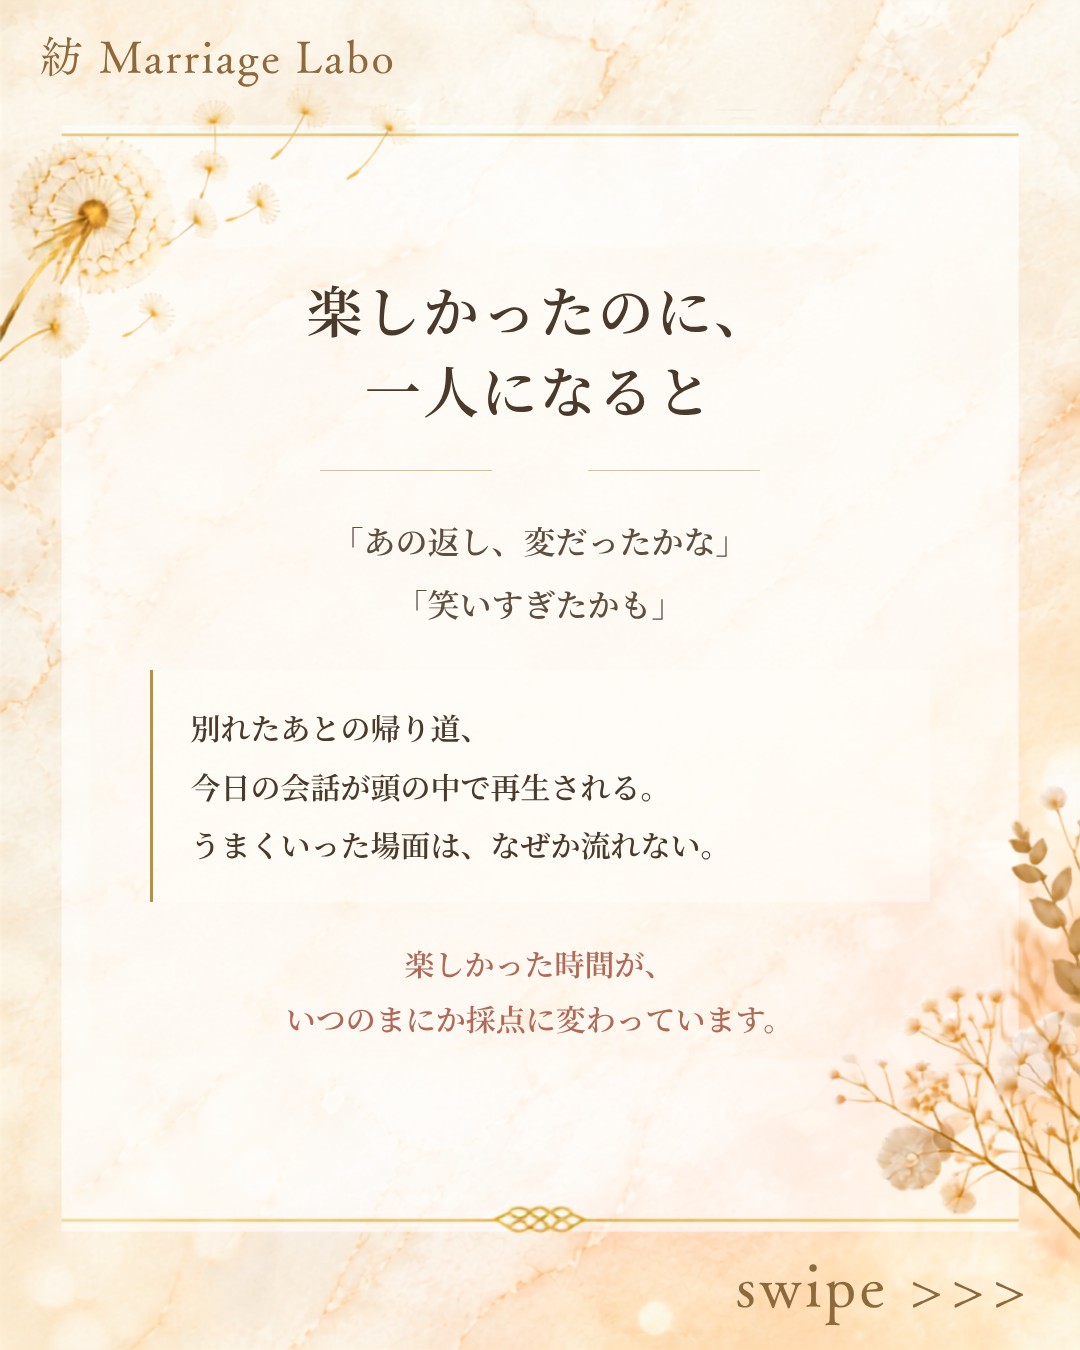 紡 Marriage Labo
楽しかったのに、
一人になると
「あの返し、変だったかな」
「笑いすぎたかも」
別れたあとの帰り道、
今日の会話が頭の中で再生される。
うまくいった場面は、なぜか流れない。
楽しかった時間が、
いつのまにか採点に変わっています。
swipe >>>